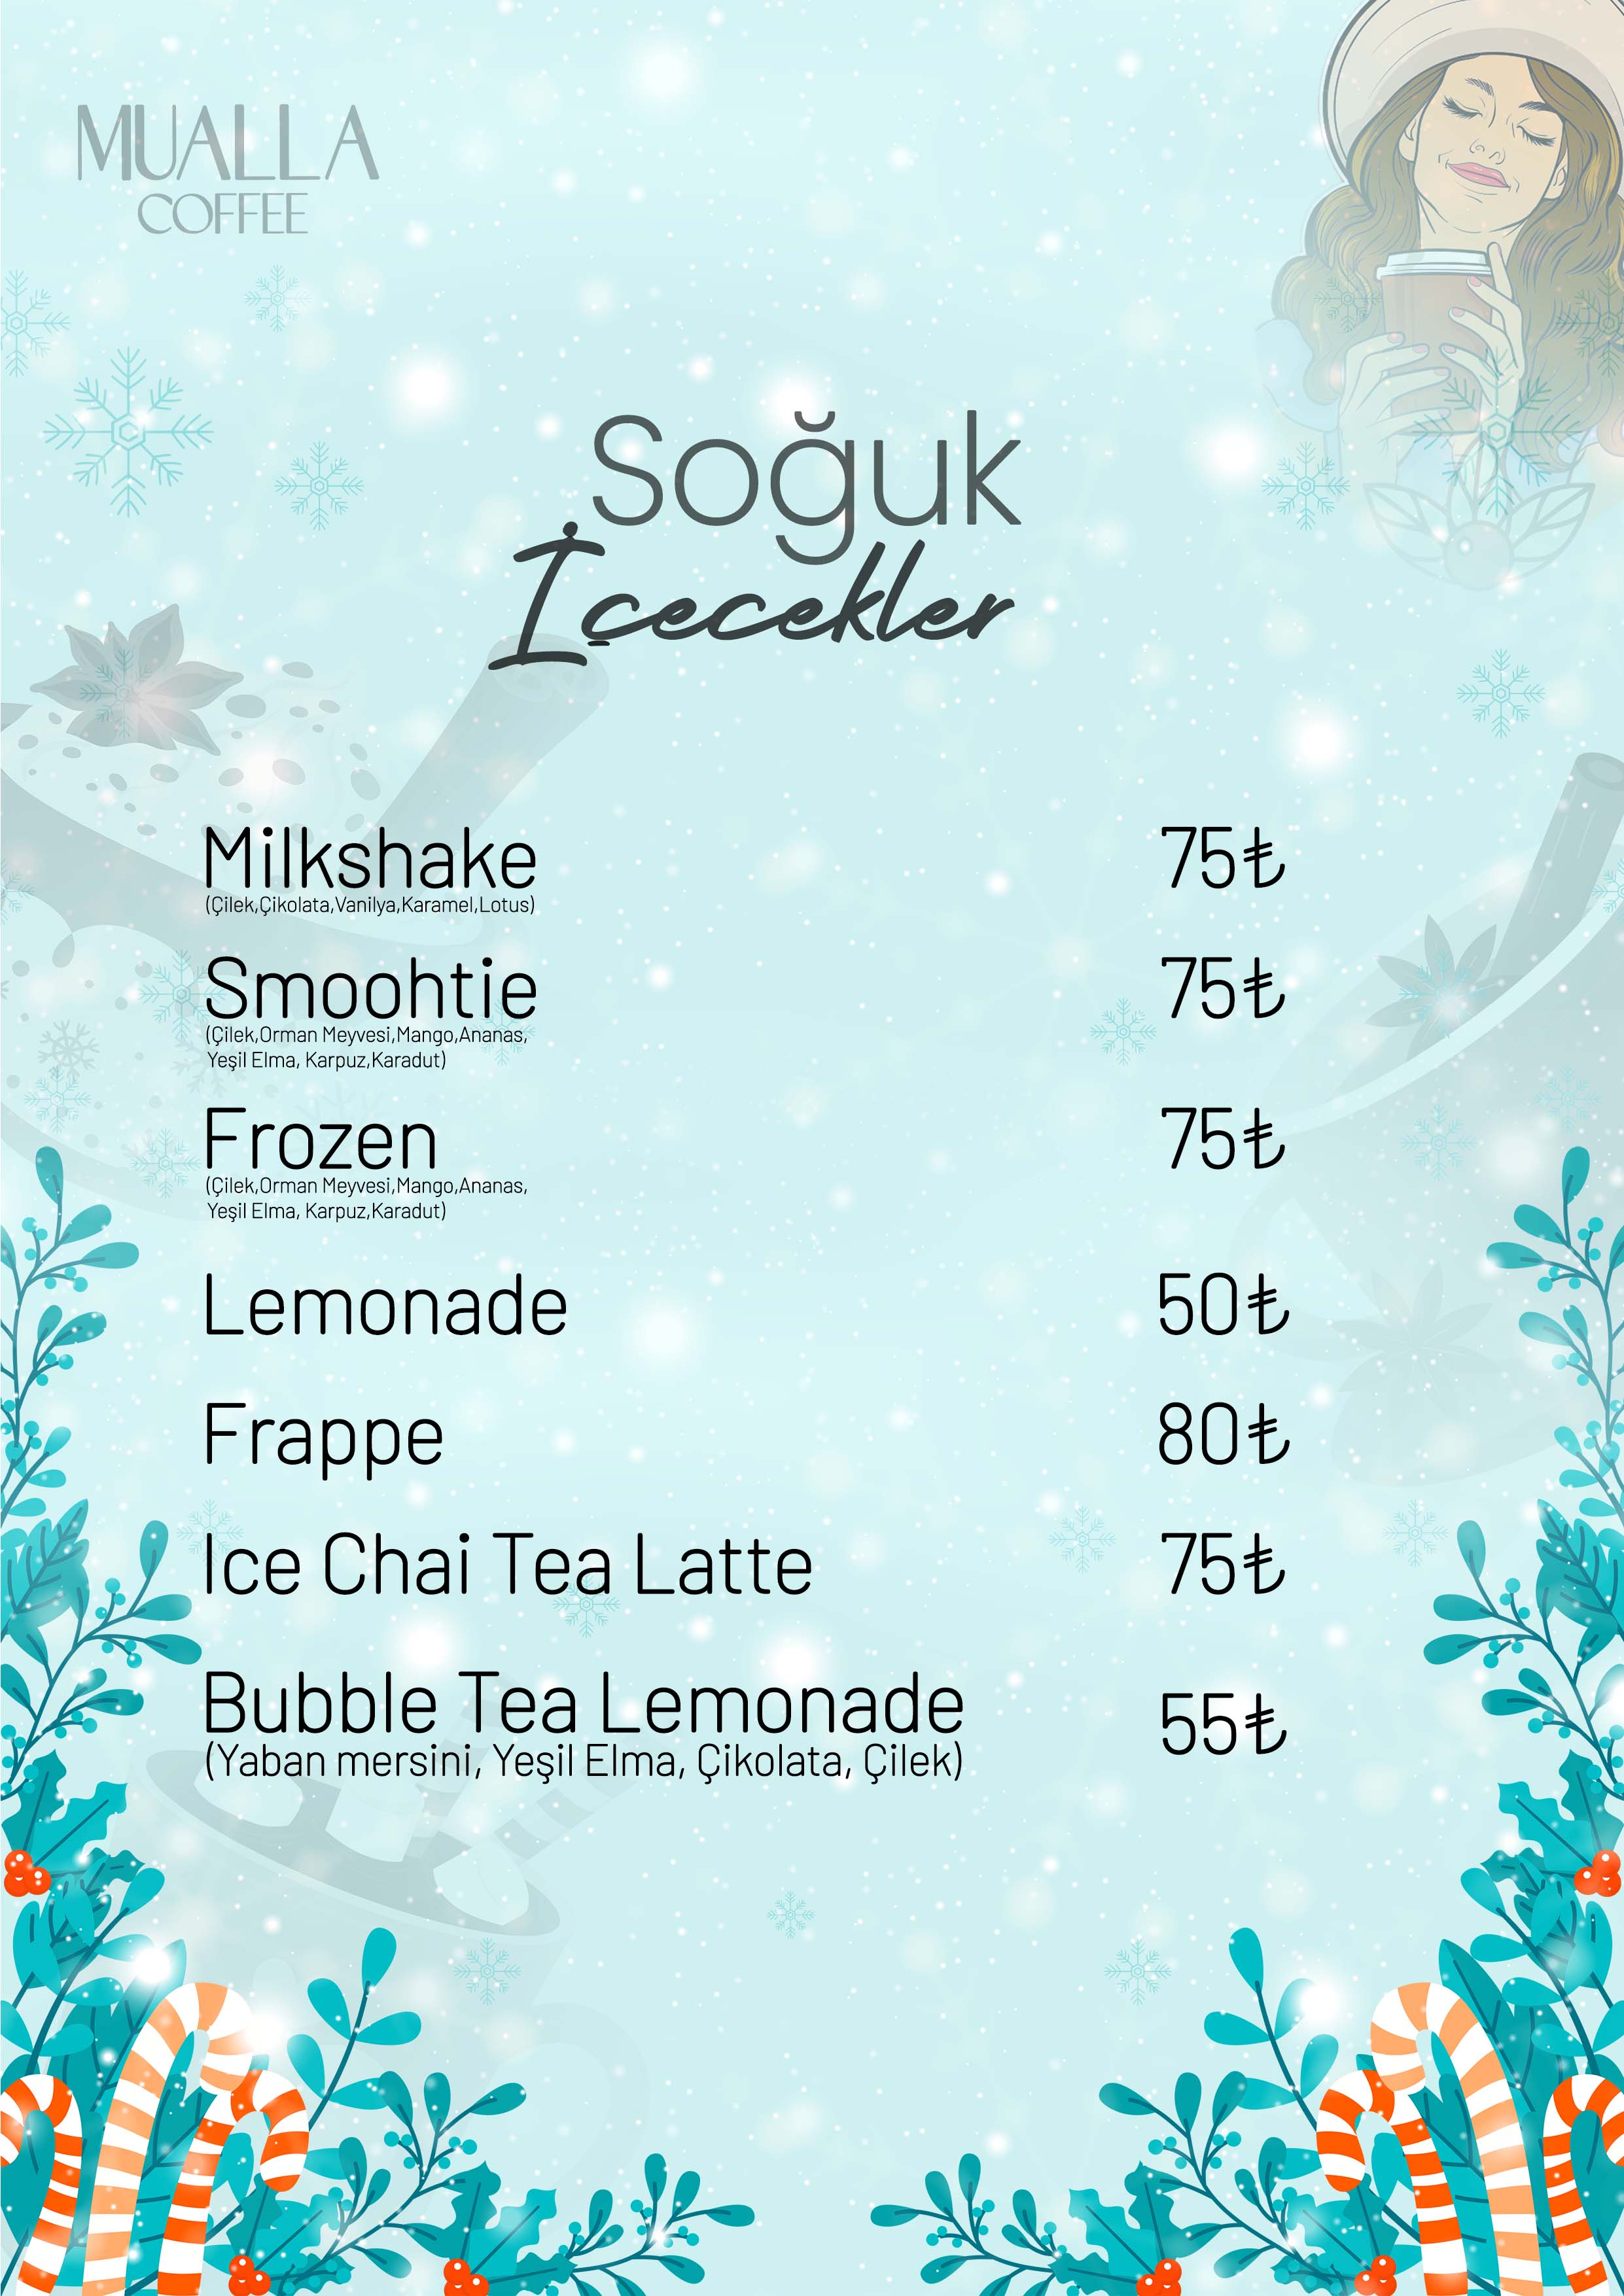 MUALLA
COFFEE
Soğuk
İçecekler
Milkshake 75₺
(Çilek,Çikolata,Vanilya,Karamel,Lotus)
Smoohtie 75₺
(Çilek,Orman Meyvesi,Mango,Ananas,
Yeşil Elma, Karpuz,Karadut)
Frozen 75₺
(Çilek,Orman Meyvesi,Mango,Ananas,
Yeşil Elma, Karpuz,Karadut)
Lemonade 50₺
Frappe 80₺
Ice Chai Tea Latte 75₺
Bubble Tea Lemonade 55₺
(Yaban mersini, Yeşil Elma, Çikolata, Çilek)